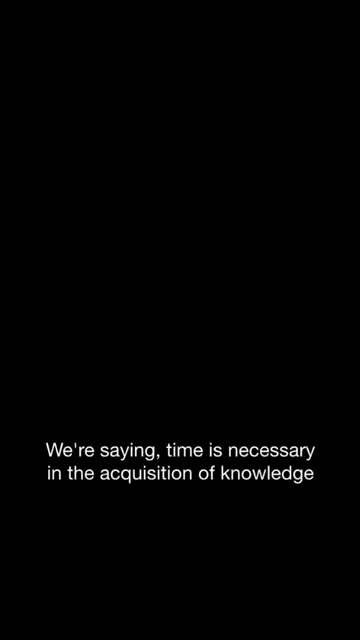 We're saying, time is necessary
in the acquisition of knowledge